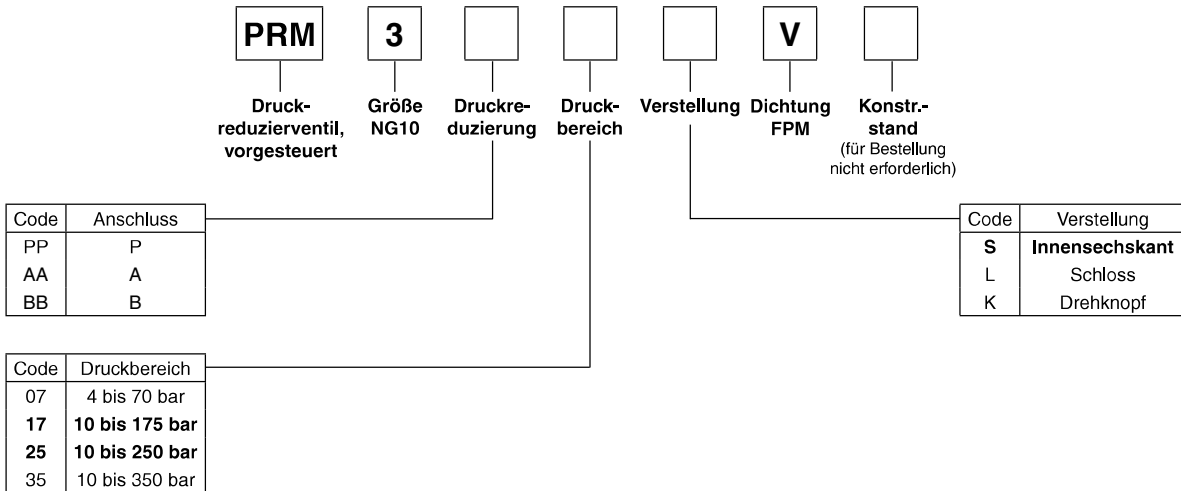 PRM 3 V
Druck-
reduzierventil,
vorgesteuert
Größe
NG10
Druckre-
duzierung
Druck-
bereich
Verstellung
Dichtung
FPM
Konstr.-
stand
(für Bestellung
nicht erforderlich)
Code Anschluss
PP P
AA A
BB B
Code Verstellung
S Innensechskant
L Schloss
K Drehknopf
Code Druckbereich
07 4 bis 70 bar
17 10 bis 175 bar
25 10 bis 250 bar
35 10 bis 350 bar